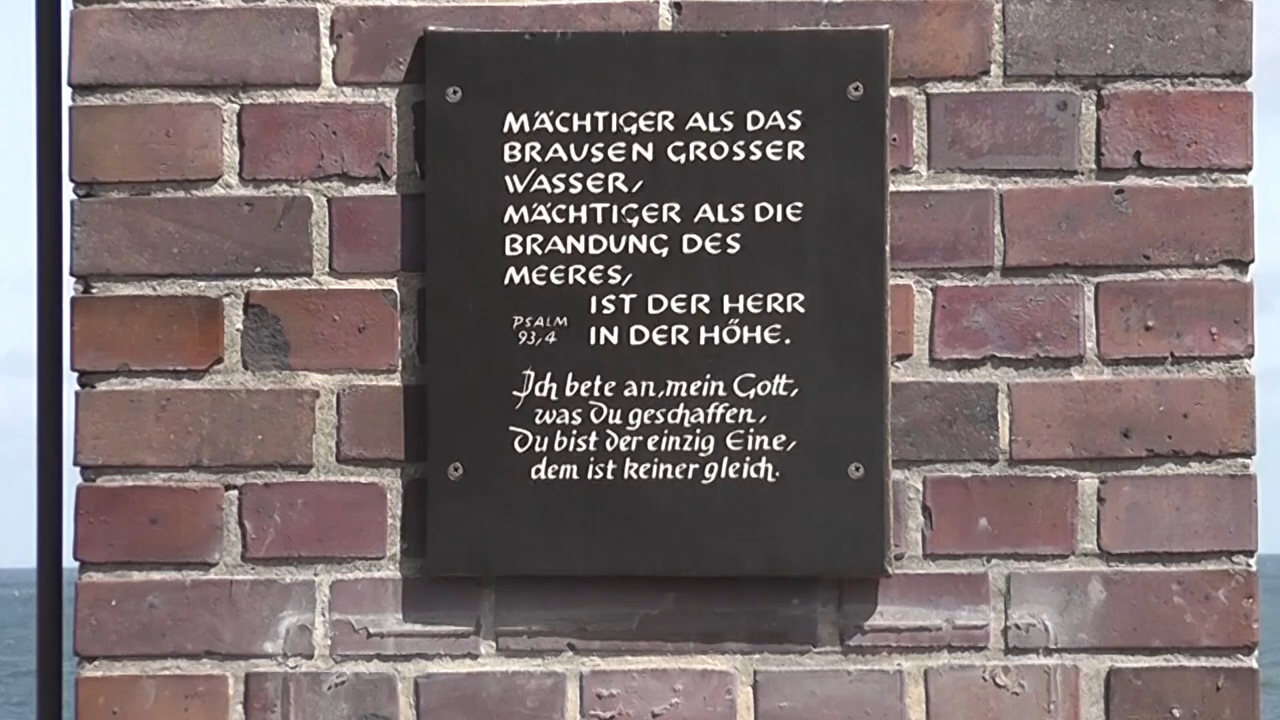 MÄCHTIGER ALS DAS
BRAUSEN GROSSER
WASSER,
MÄCHTIGER ALS DIE
BRANDUNG DES
MEERES,
IST DER HERR
IN DER HÖHE.
PSALM
93,4
Ich bete an, mein Gott,
was Du geschaffen,
Du bist der einzig Eine,
dem ist keiner gleich.